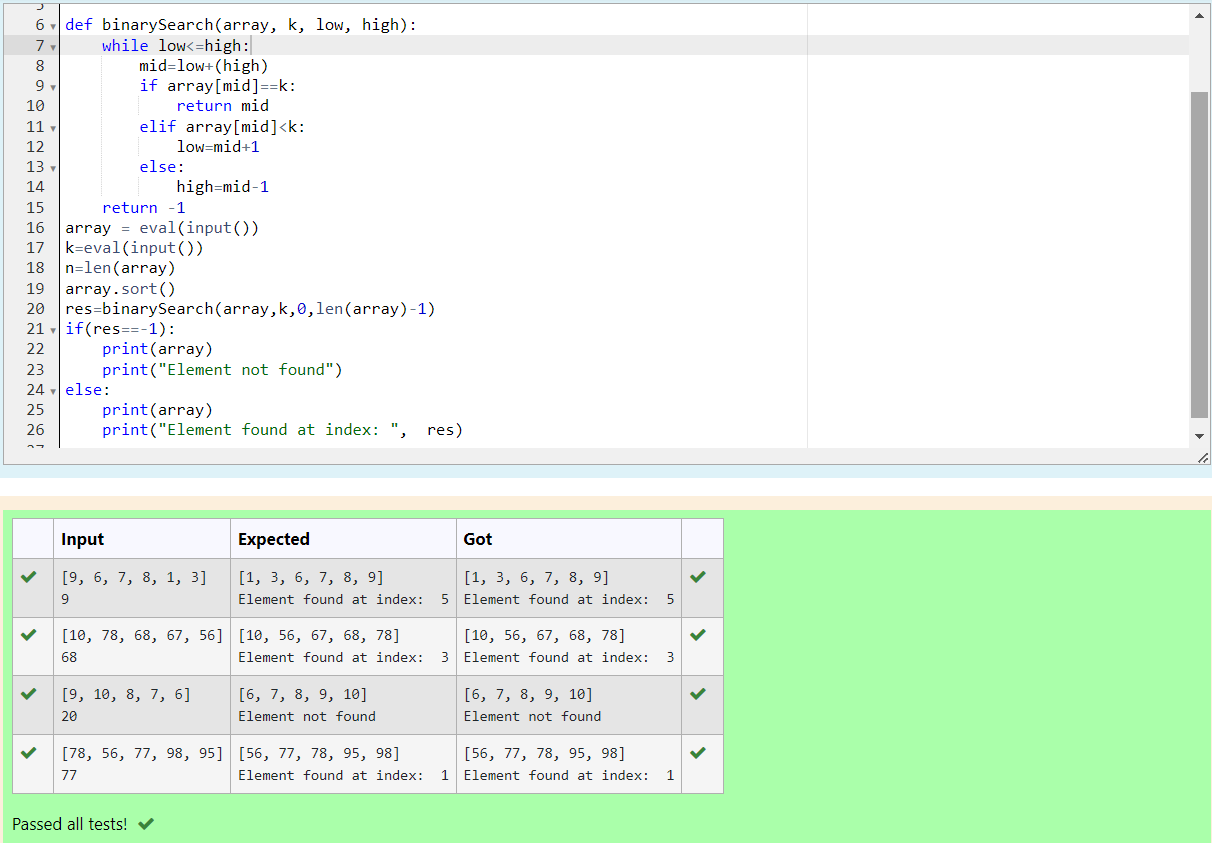 6 def binarySearch(array, k, low, high):
7     while low<=high:
8         mid=low+(high)
9         if array[mid]==k:
10             return mid
11         elif array[mid]<k:
12             low=mid+1
13         else:
14             high=mid-1
15     return -1
16 array = eval(input())
17 k=eval(input())
18 n=len(array)
19 array.sort()
20 res=binarySearch(array,k,0,len(array)-1)
21 if(res==-1):
22     print(array)
23     print("Element not found")
24 else:
25     print(array)
26     print("Element found at index: ",  res)
Input Expected Got
[9, 6, 7, 8, 1, 3] [1, 3, 6, 7, 8, 9] [1, 3, 6, 7, 8, 9]
9 Element found at index:  5 Element found at index:  5
[10, 78, 68, 67, 56] [10, 56, 67, 68, 78] [10, 56, 67, 68, 78]
68 Element found at index:  3 Element found at index:  3
[9, 10, 8, 7, 6] [6, 7, 8, 9, 10] [6, 7, 8, 9, 10]
20 Element not found Element not found
[78, 56, 77, 98, 95] [56, 77, 78, 95, 98] [56, 77, 78, 95, 98]
77 Element found at index:  1 Element found at index:  1
Passed all tests!